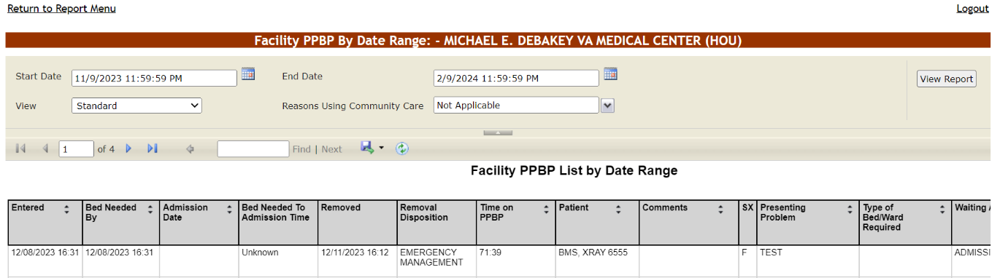 Return to Report Menu Logout
Facility PPBP By Date Range: - MICHAEL E. DEBAKEY VA MEDICAL CENTER (HOU)
Start Date 11/9/2023 11:59:59 PM End Date 2/9/2024 11:59:59 PM View Report
View Standard Reasons Using Community Care Not Applicable
1 of 4 Find | Next
Facility PPBP List by Date Range
Entered Bed Needed Admission Bed Needed To Removed Removal Time on Patient Comments SX Presenting Type of Waiting A
By Date Admission Time Disposition PPBP Problem Bed/Ward
Required
12/08/2023 16:31 12/08/2023 16:31 Unknown 12/11/2023 16:12 EMERGENCY 71:39 BMS, XRAY 6555 F TEST ADMISSI
MANAGEMENT